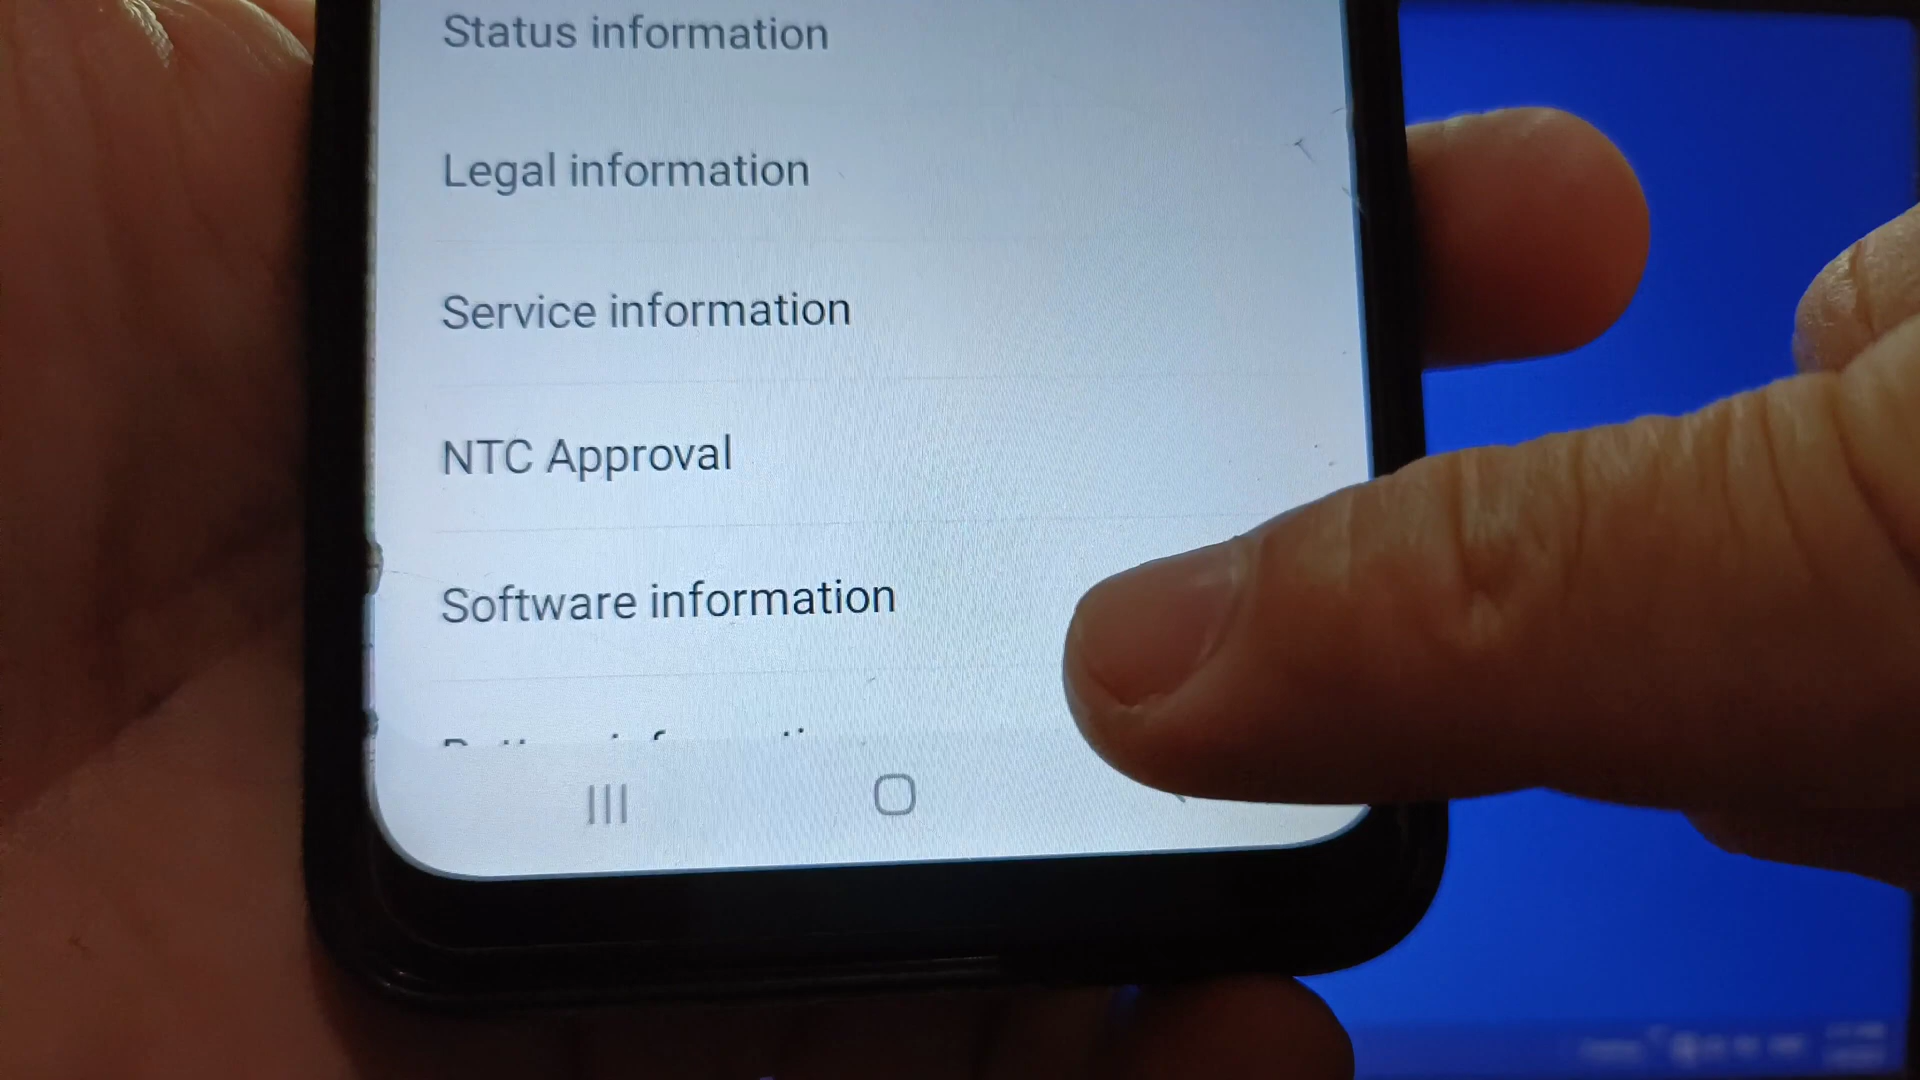 Status information
Legal information
Service information
NTC Approval
Software information